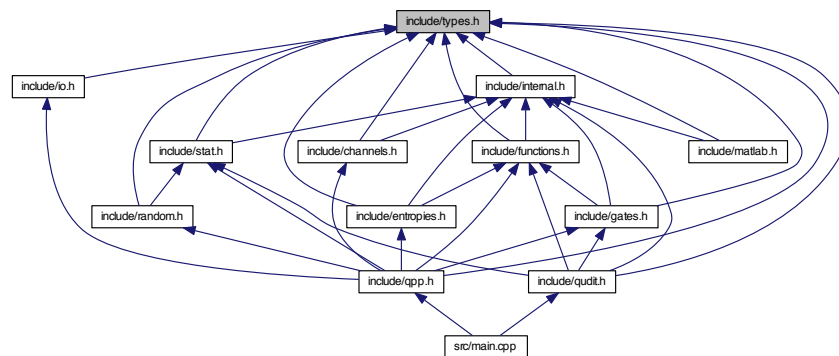 include/types.h
include/io.h
include/internal.h
include/stat.h
include/channels.h
include/functions.h
include/matlab.h
include/random.h
include/entropies.h
include/gates.h
include/qpp.h
include/qudit.h
src/main.cpp